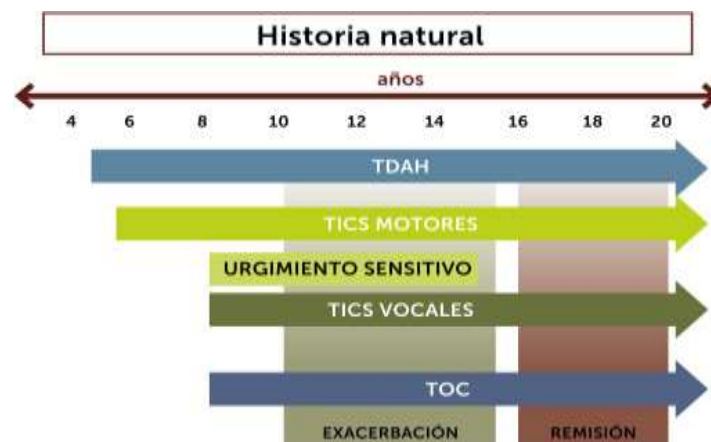 Historia natural
años
4 6 8 10 12 14 16 18 20
TDAH
TICS MOTORES
URGIMIENTO SENSITIVO
TICS VOCALES
TOC
EXACERBACIÓN REMISIÓN